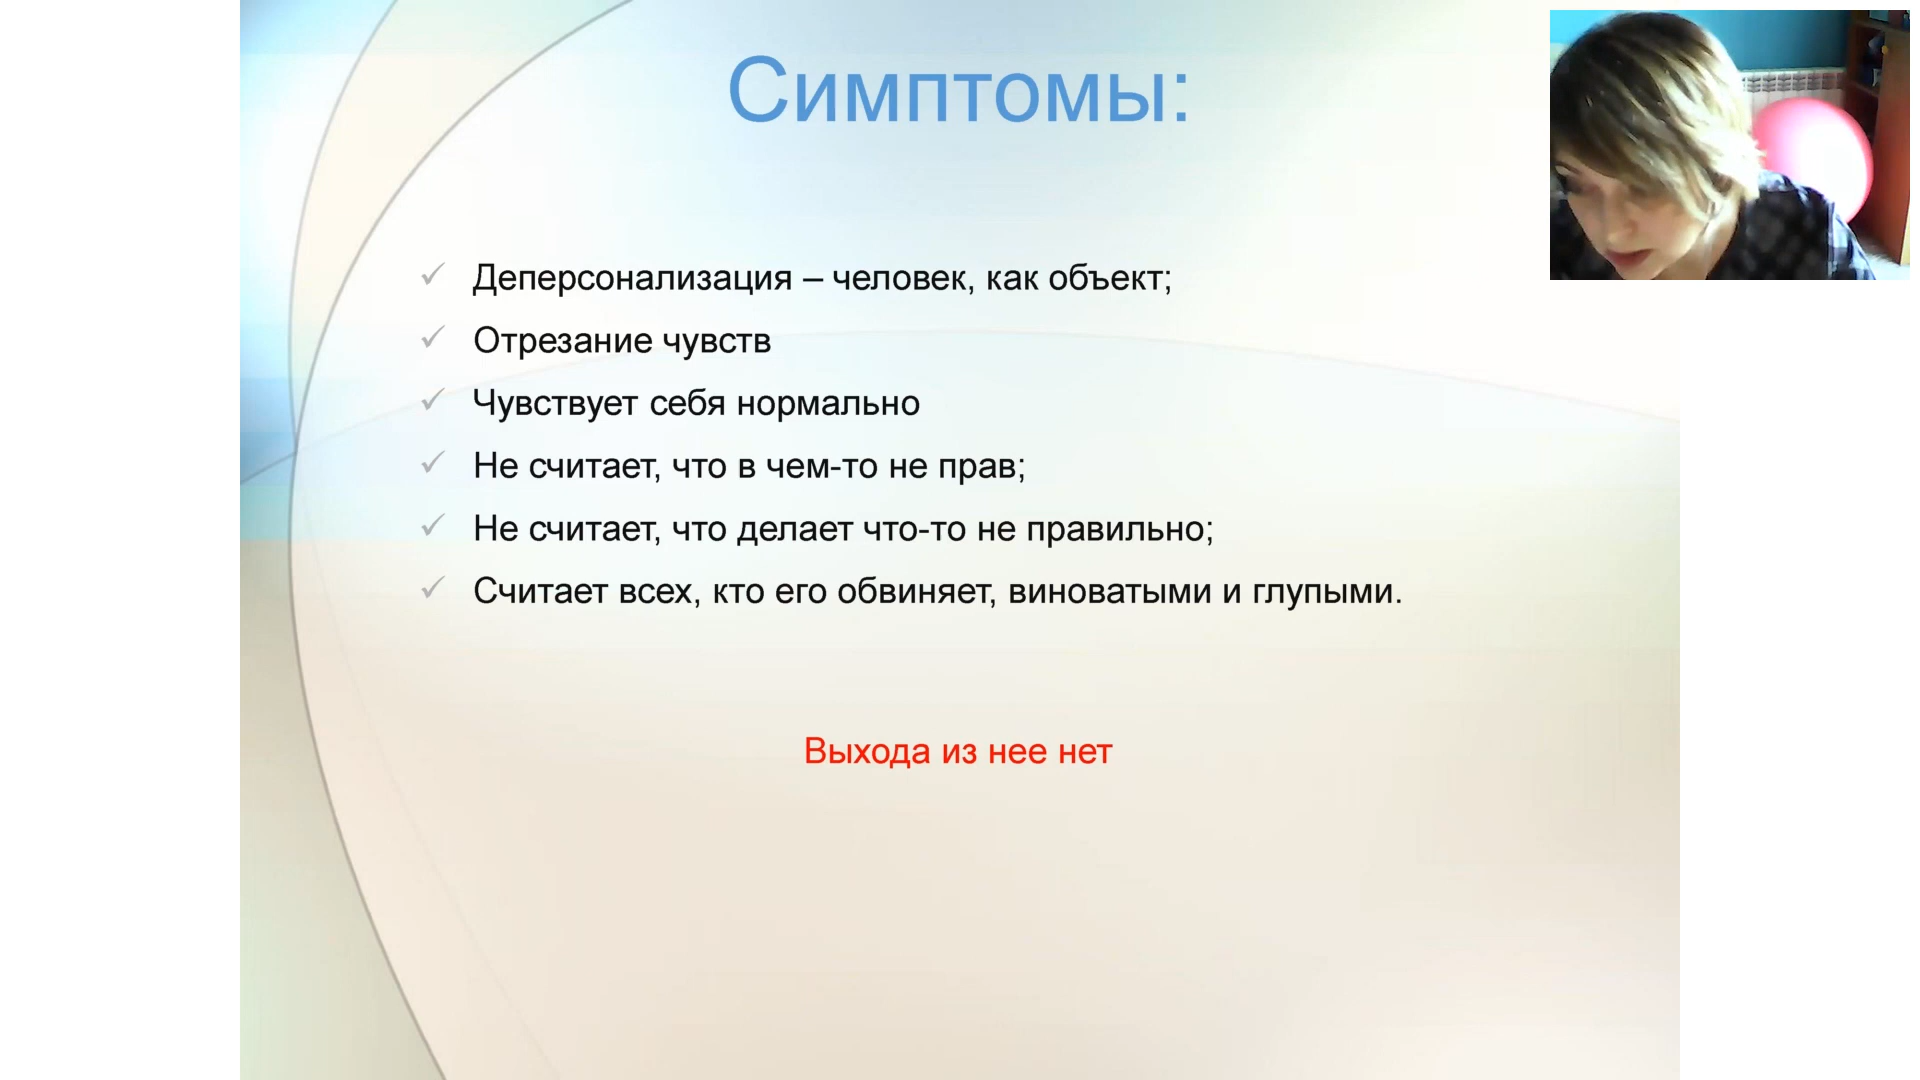 Симптомы:
Деперсонализация – человек, как объект;
Отрезание чувств
Чувствует себя нормально
Не считает, что в чем-то не прав;
Не считает, что делает что-то не правильно;
Считает всех, кто его обвиняет, виноватыми и глупыми.
Выхода из нее нет